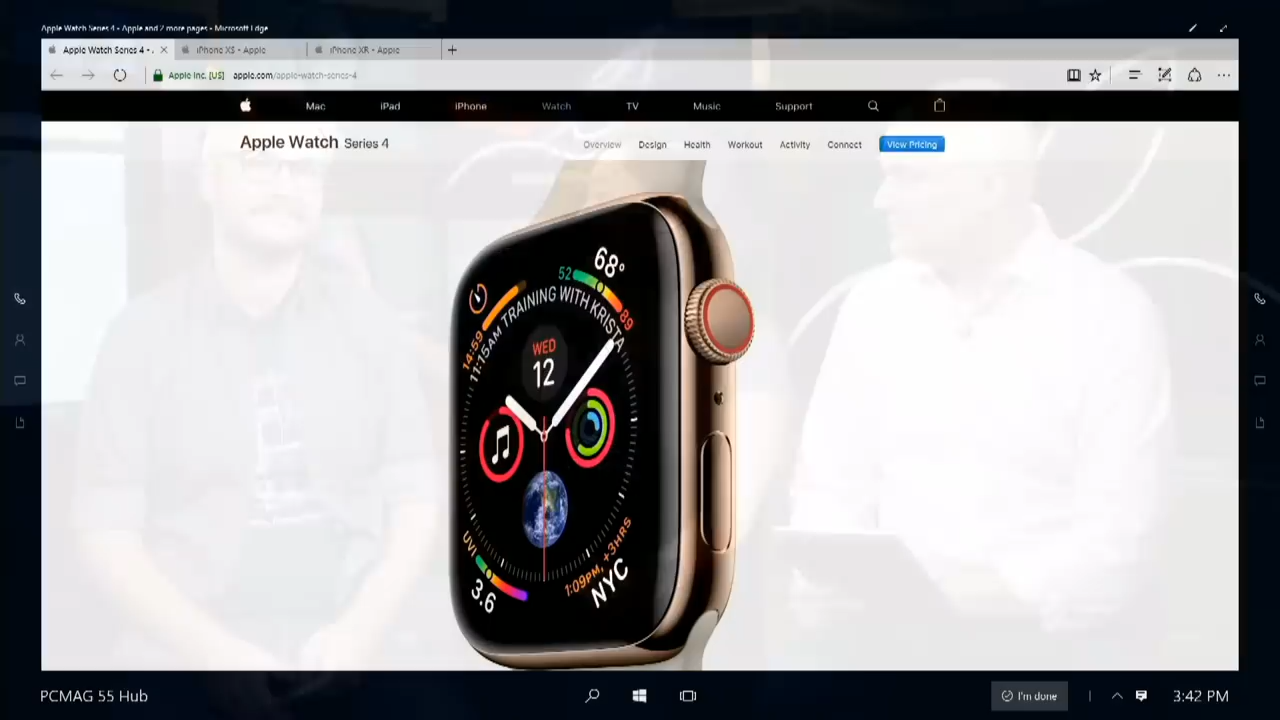 Apple Watch Series 4 - Apple and 2 more pages - Microsoft Edge
Apple Watch Series 4 - . iPhone XS - Apple iPhone XR - Apple
Apple Inc. [US] apple.com/apple-watch-series-4
Mac iPad iPhone Watch TV Music Support
Apple Watch Series 4 Overview Design Health Workout Activity Connect View Pricing
68°
52
89
14:59
11:15AM TRAINING WITH KRISTA
WED
12
UVI
3.6
1:09PM, +3HRS
NYC
PCMAG 55 Hub I'm done 3:42 PM